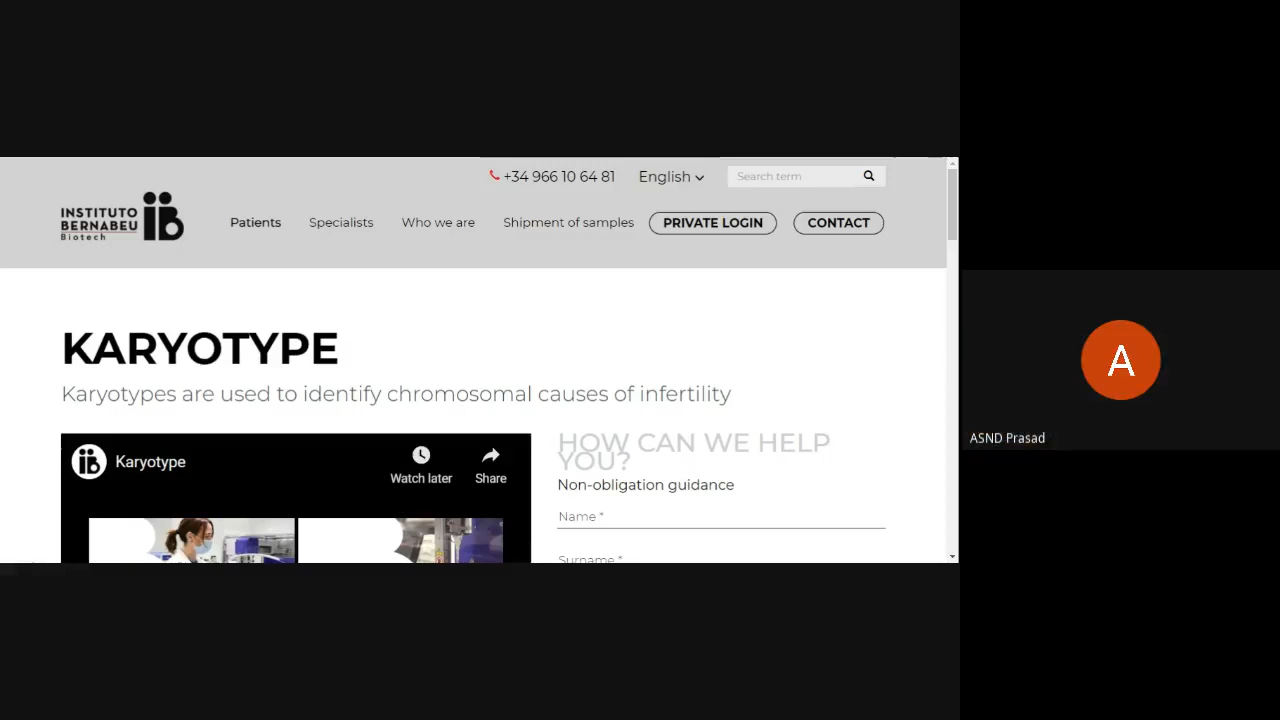 +34 966 10 64 81 English Search term
INSTITUTO
BERNABEU
Biotech
Patients Specialists Who we are Shipment of samples PRIVATE LOGIN CONTACT
KARYOTYPE
Karyotypes are used to identify chromosomal causes of infertility
Karyotype
Watch later Share
HOW CAN WE HELP
YOU?
Non-obligation guidance
Name *
Surname *
A
ASND Prasad